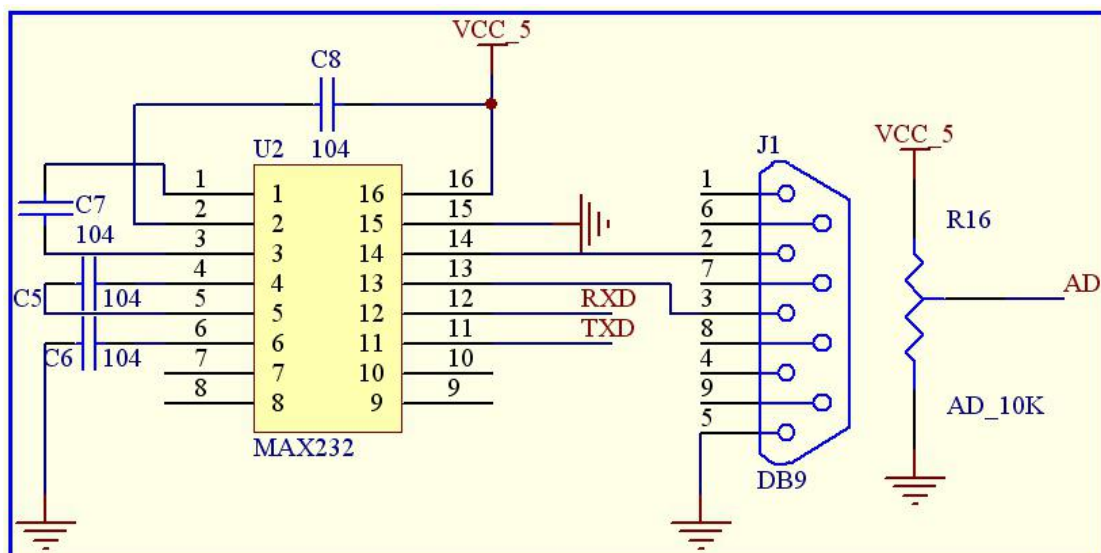 VCC_5
C8
104
U2
VCC_5
J1
1 1 16 16
2 2 15 15
3 3 14 14
4 4 13 13
5 5 12 12
6 6 11 11
7 7 10 10
8 8 9 9
C7
104
C5 104
C6 104
RXD
TXD
MAX232
1
6
2
7
3
8
4
9
5
DB9
R16
AD
AD_10K